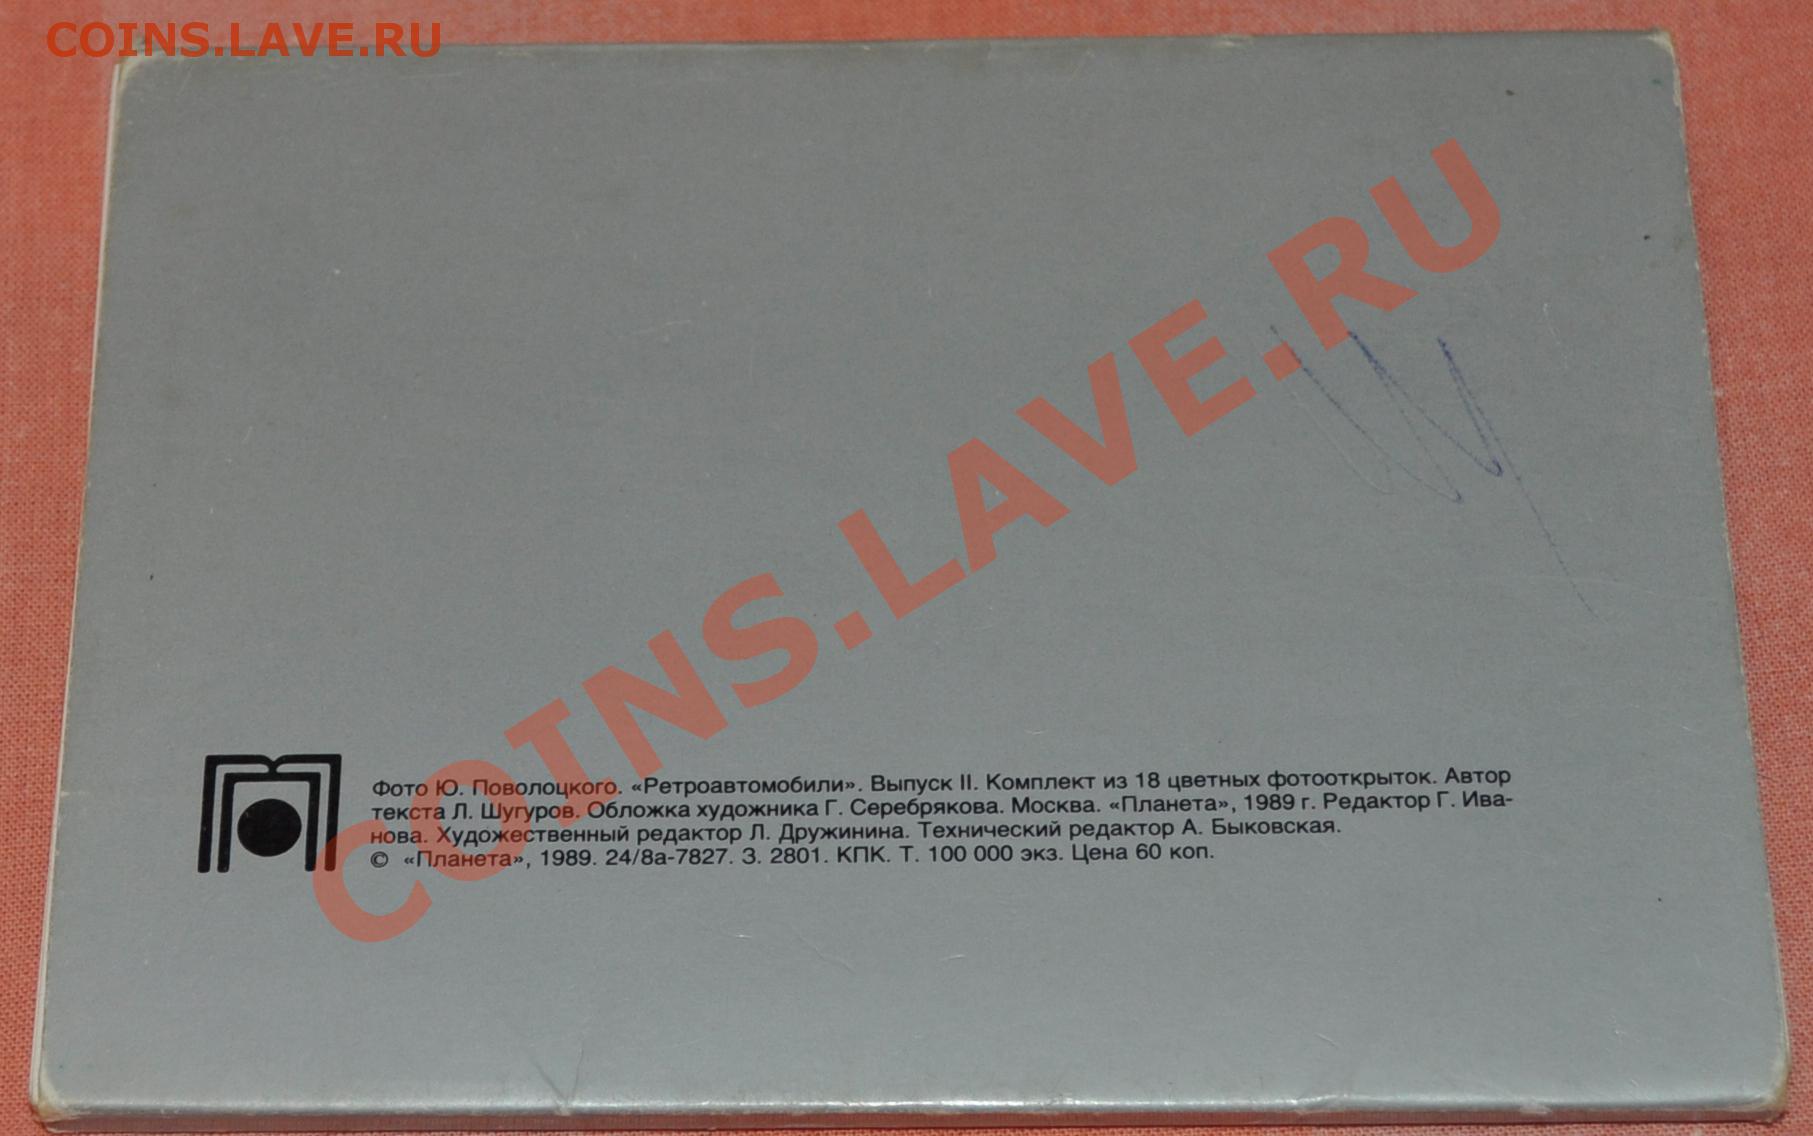 COINS.LAVE.RU
COINS.LAVE.RU
Фото Ю. Поволоцкого. «Ретроавтомобили». Выпуск II. Комплект из 18 цветных фотооткрыток. Автор
текста Л. Шугуров. Обложка художника Г. Серебрякова. Москва. «Планета», 1989 г. Редактор Г. Ива-
нова. Художественный редактор Л. Дружинина. Технический редактор А. Быковская.
© «Планета», 1989. 24/8а-7827. З. 2801. КПК. Т. 100 000 экз. Цена 60 коп.